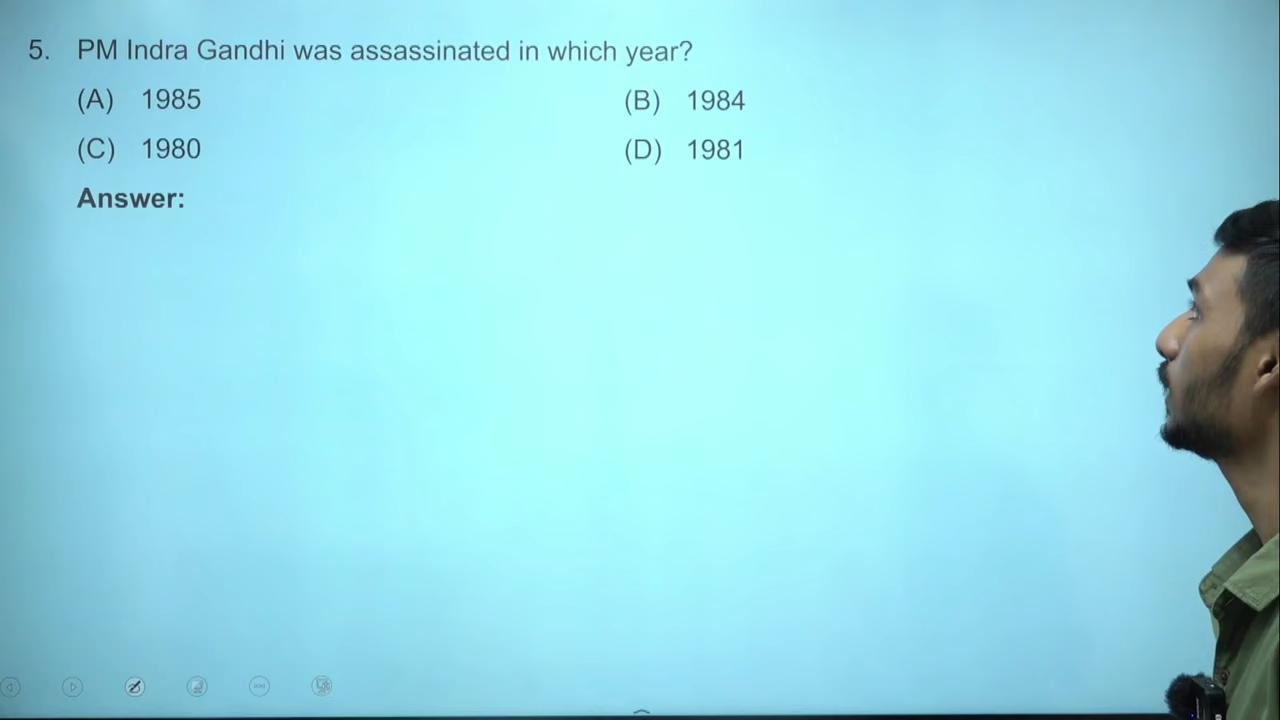 5. PM Indra Gandhi was assassinated in which year?
(A) 1985 (B) 1984
(C) 1980 (D) 1981
Answer: